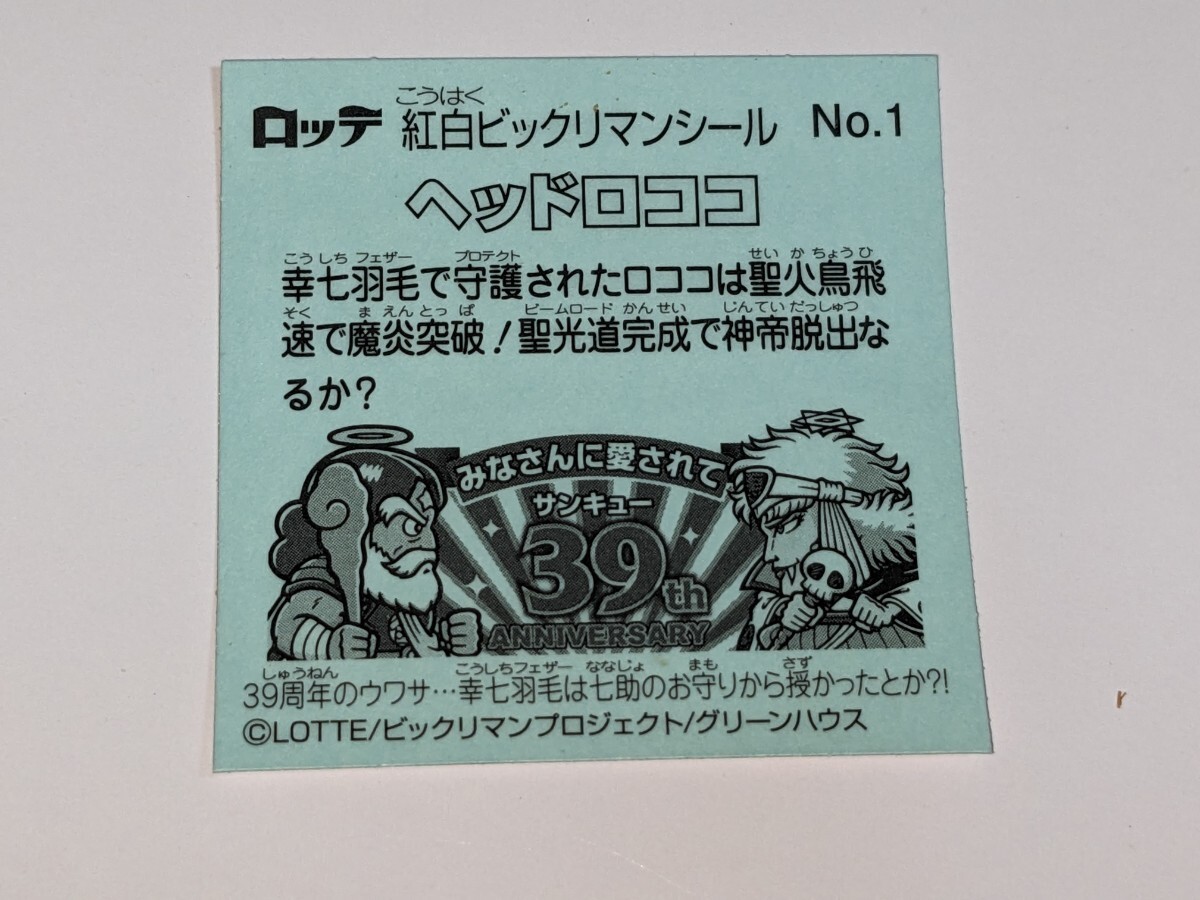 こうはく
ロッテ 紅白ビックリマンシール No.1
ヘッドロココ
こうしち フェザー プロテクト せい か ちょう ひ
幸七羽毛で守護されたロココは聖火鳥飛
そく ま えん とっ ぱ ビームロード かん せい じん てい だっ しゅつ
速で魔炎突破!聖光道完成で神帝脱出な
るか?
みなさんに愛されて
サンキュー
39th
ANNIVERSARY
しゅうねん こうしちフェザー ななじょ まも さず
39周年のウワサ…幸七羽毛は七助のお守りから授かったとか?!
©LOTTE/ビックリマンプロジェクト/グリーンハウス